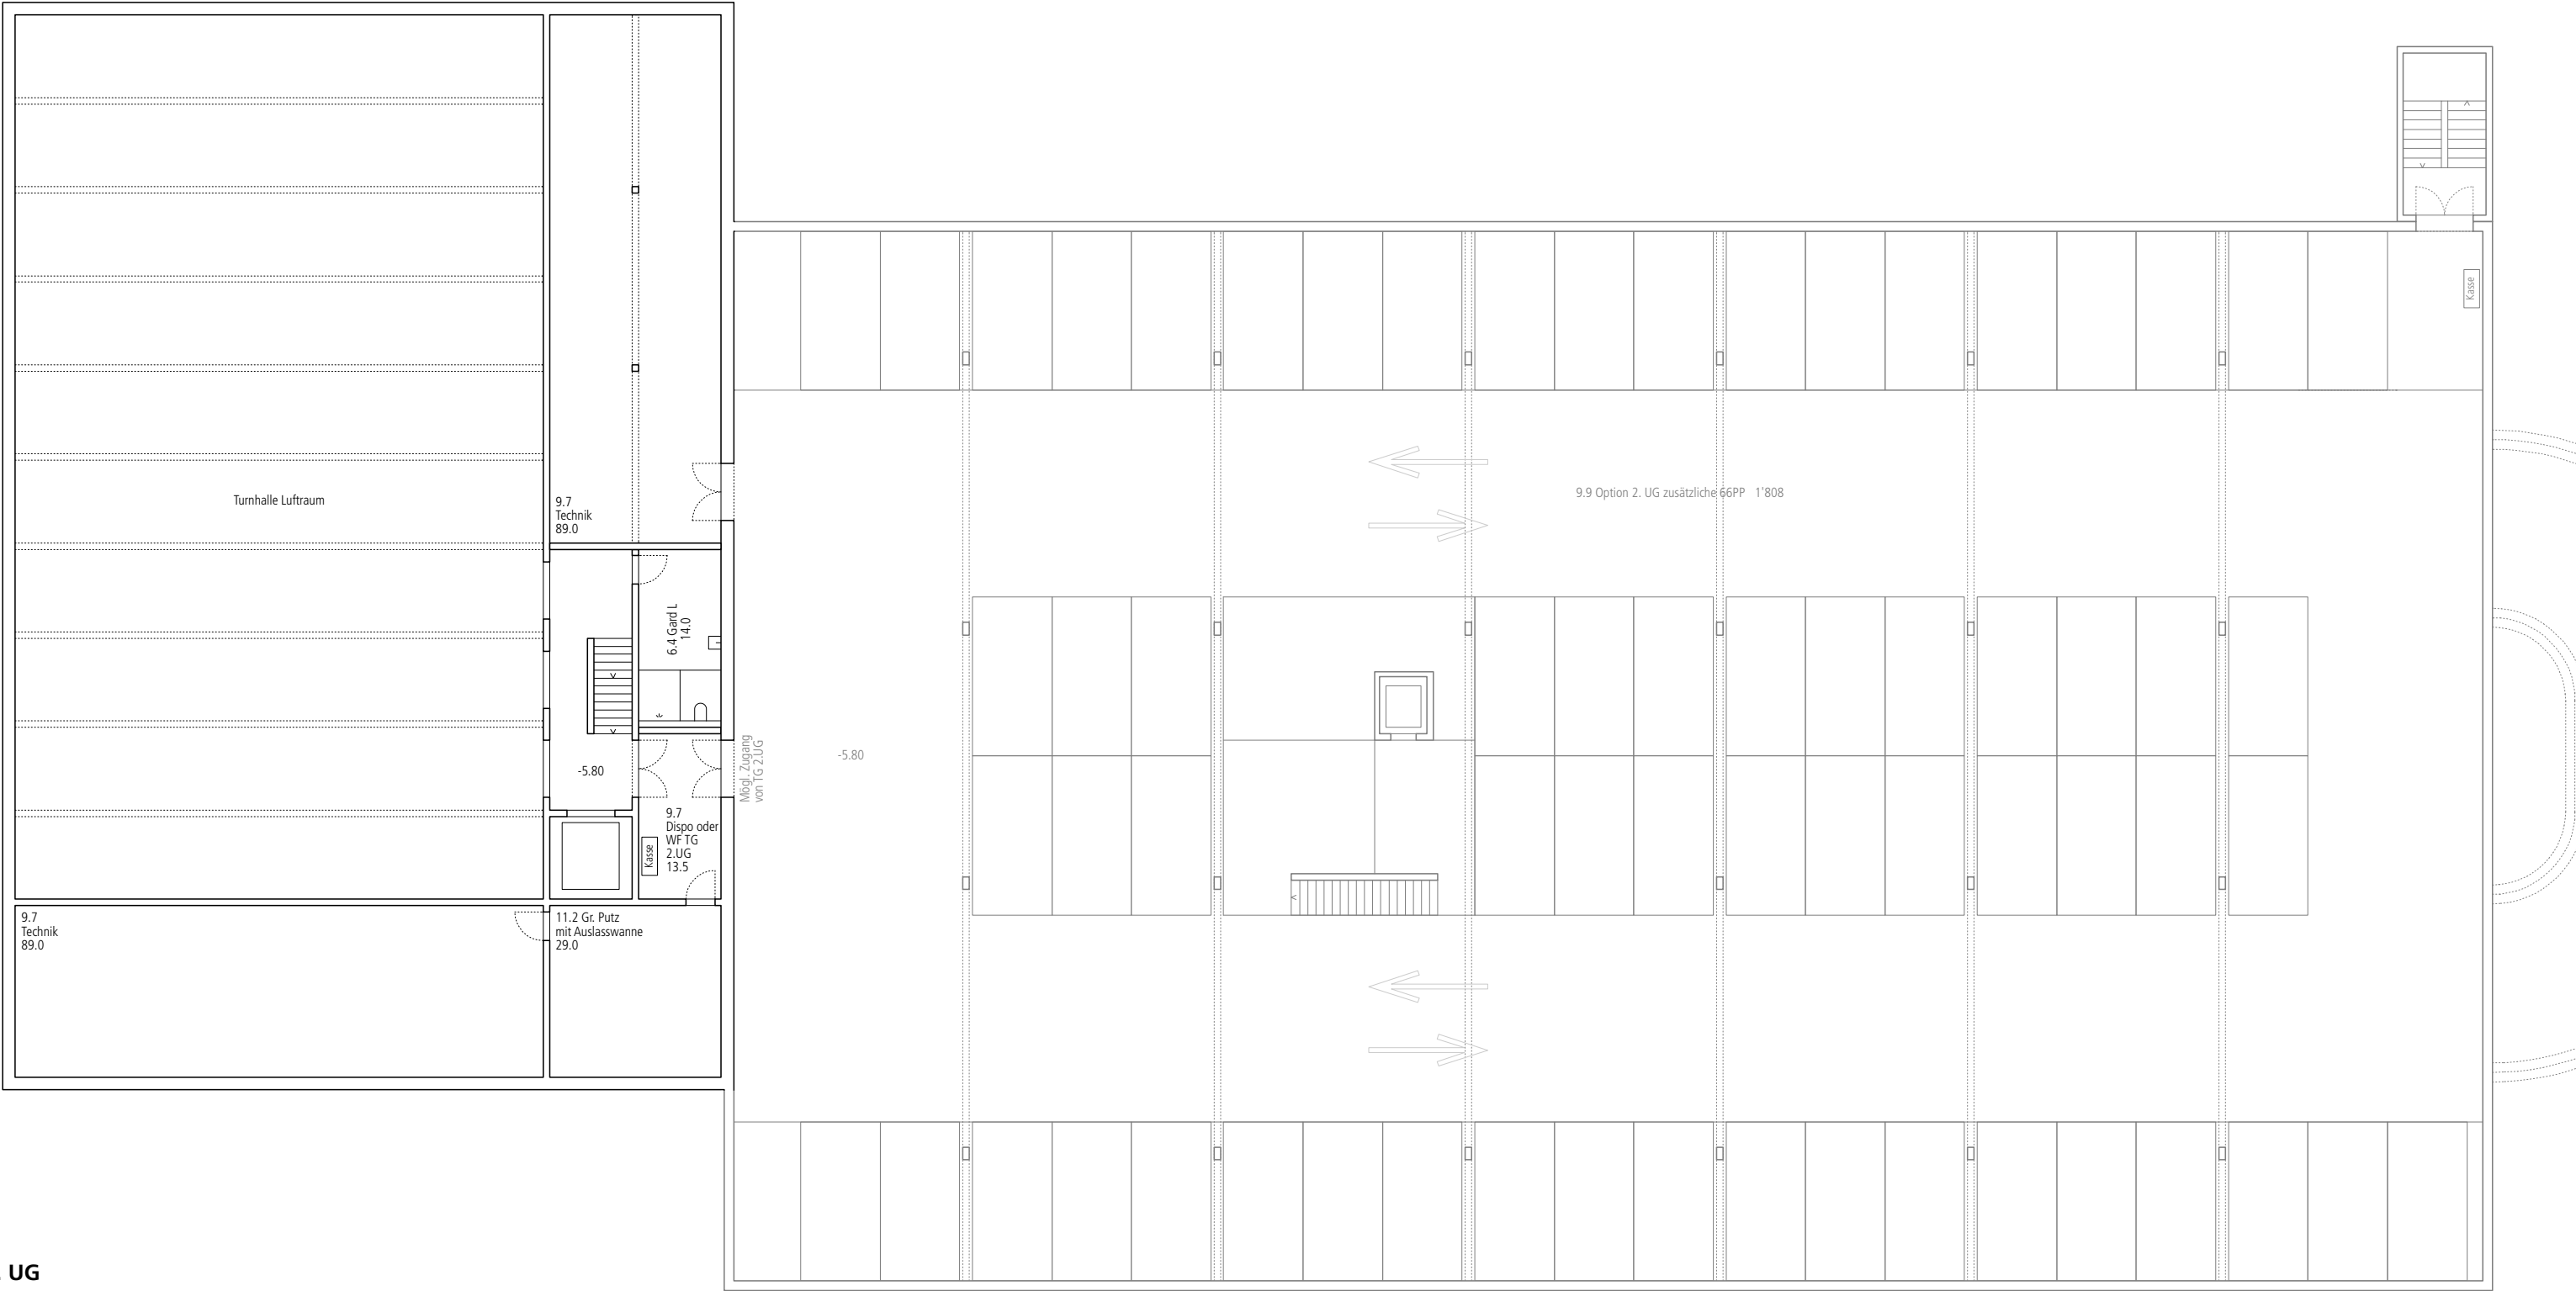 Kasse
9.9 Option 2. UG zusätzliche 66PP 1'808
Turnhalle Luftraum
9.7
Technik
89.0
6.4 Gard L
14.0
Mögl. Zugang
von TG 2.UG
-5.80
-5.80
9.7
Dispo oder
WF TG
2.UG
13.5
Kasse
9.7
Technik
89.0
11.2 Gr. Putz
mit Auslasswanne
29.0
UG